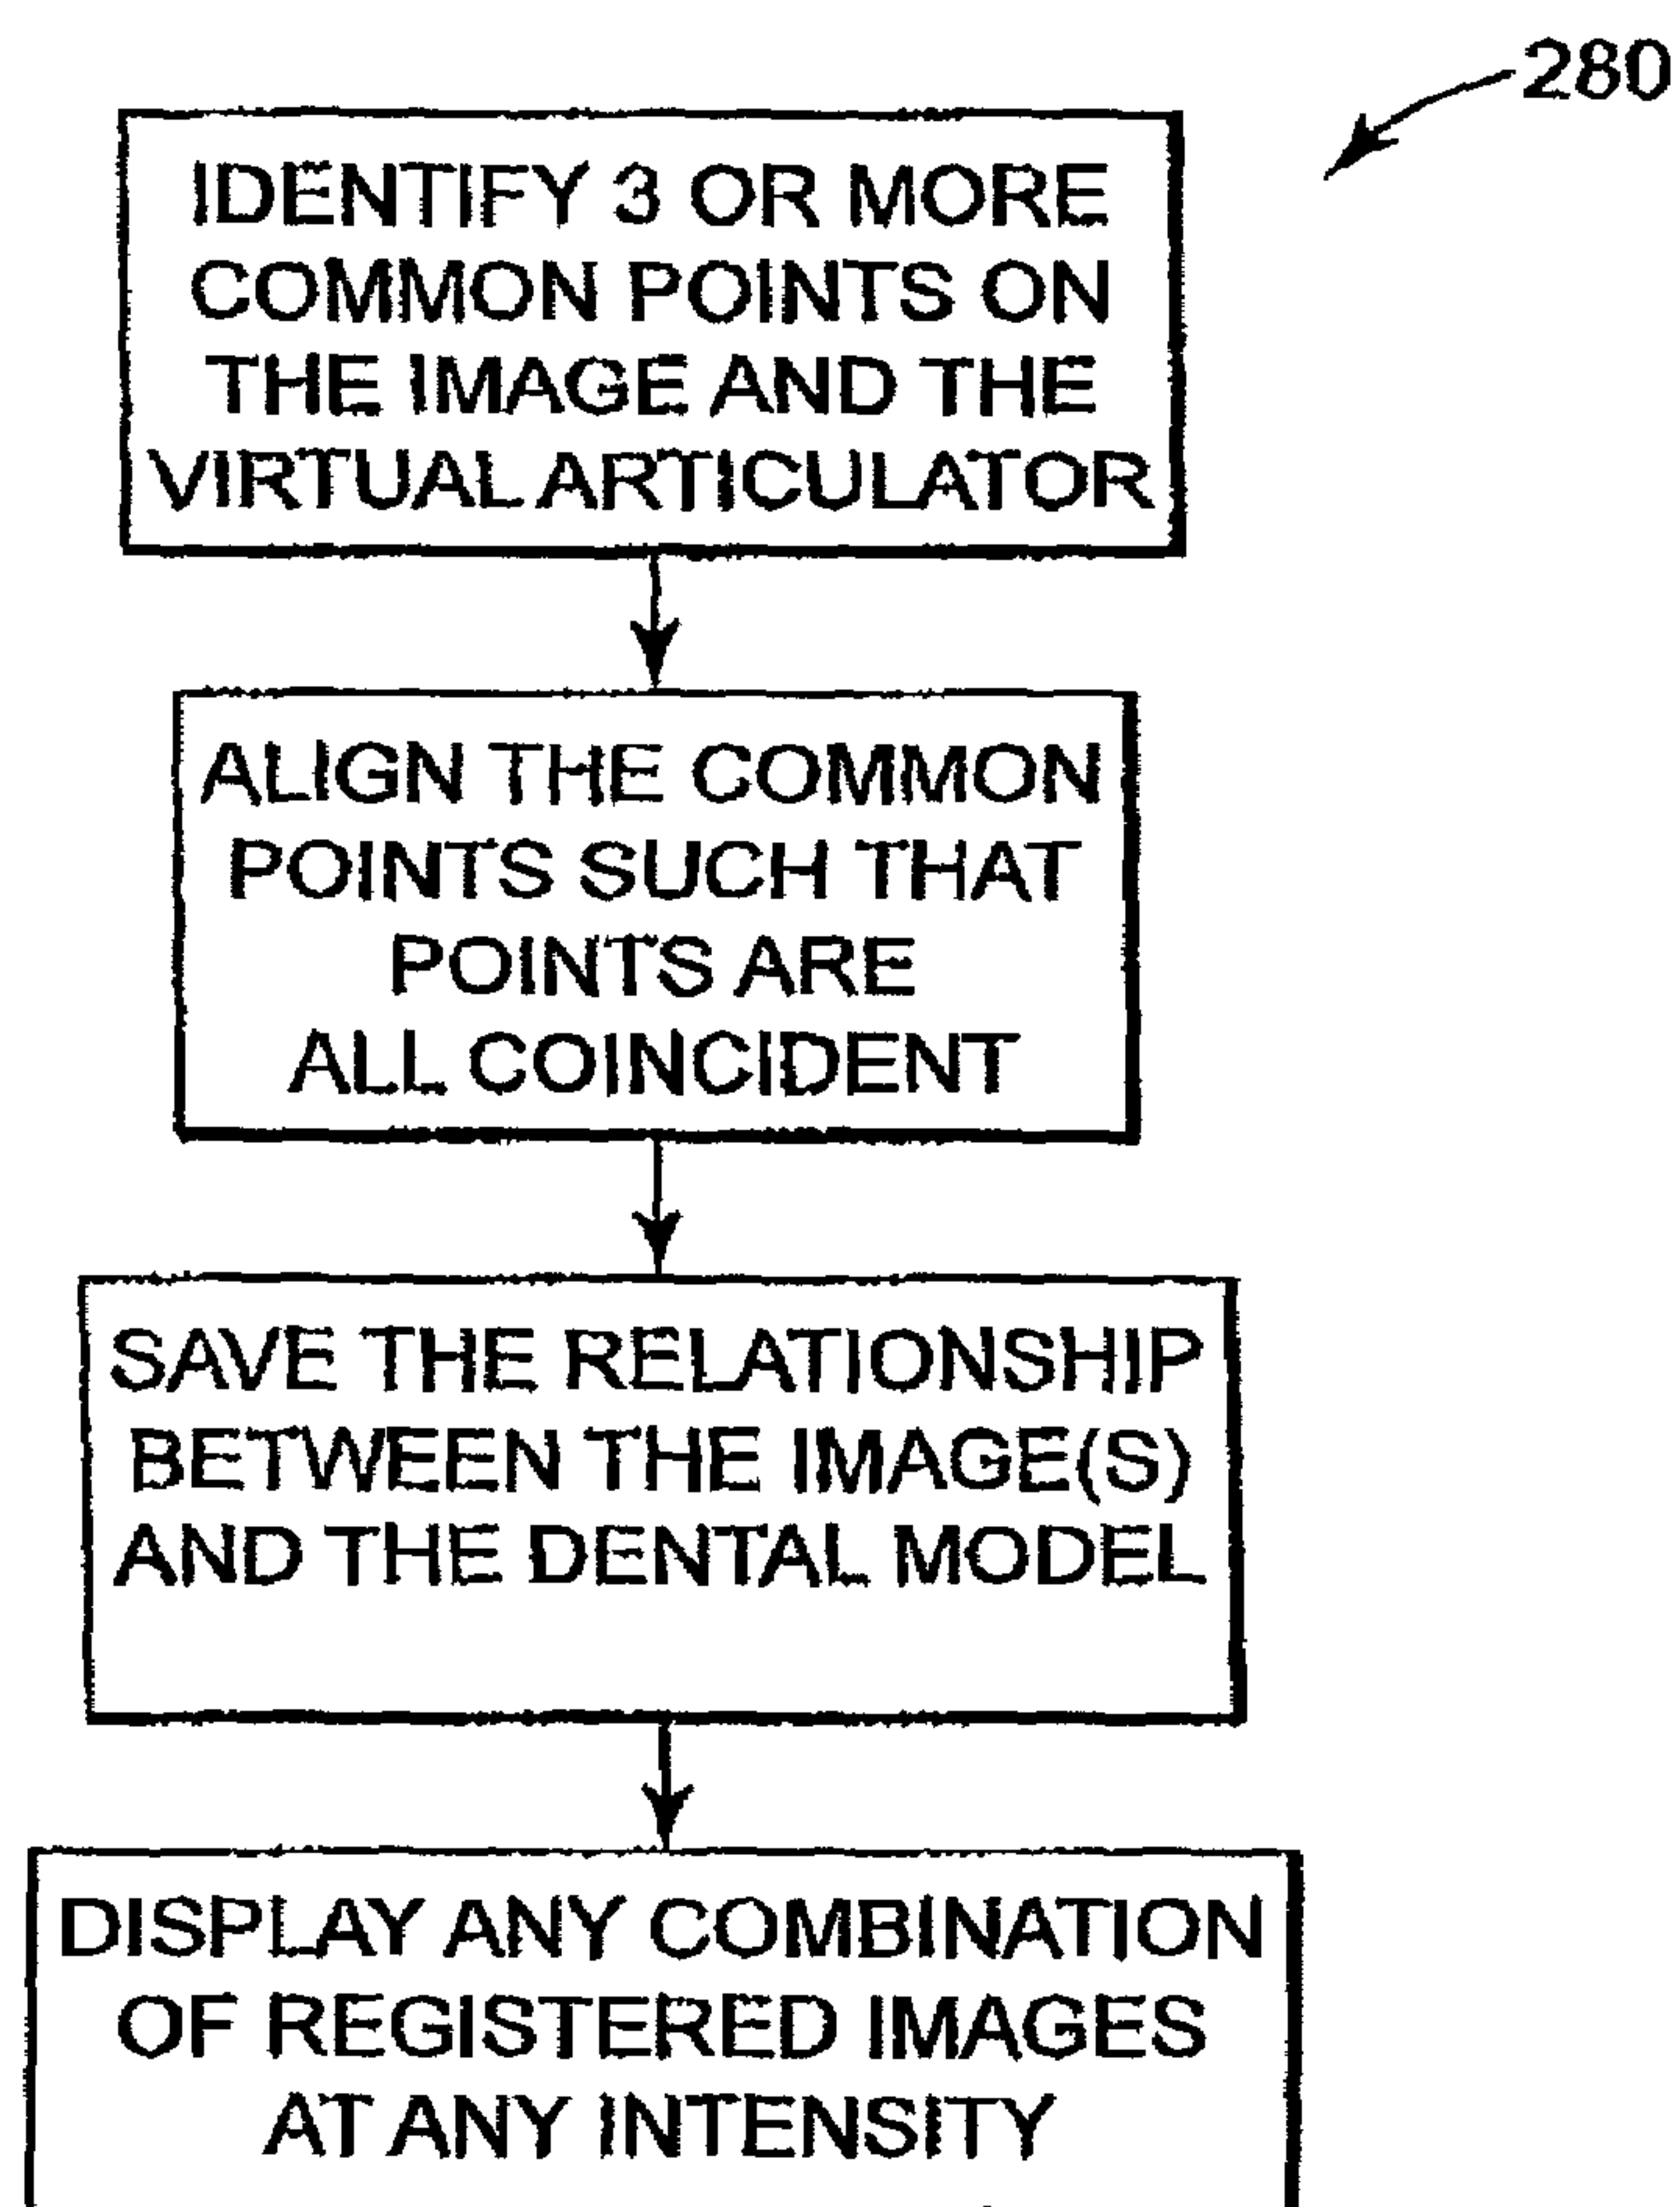 280
IDENTIFY 3 OR MORE
COMMON POINTS ON
THE IMAGE AND THE
VIRTUAL ARTICULATOR
ALIGN THE COMMON
POINTS SUCH THAT
POINTS ARE
ALL COINCIDENT
SAVE THE RELATIONSHIP
BETWEEN THE IMAGE(S)
AND THE DENTAL MODEL
DISPLAY ANY COMBINATION
OF REGISTERED IMAGES
AT ANY INTENSITY